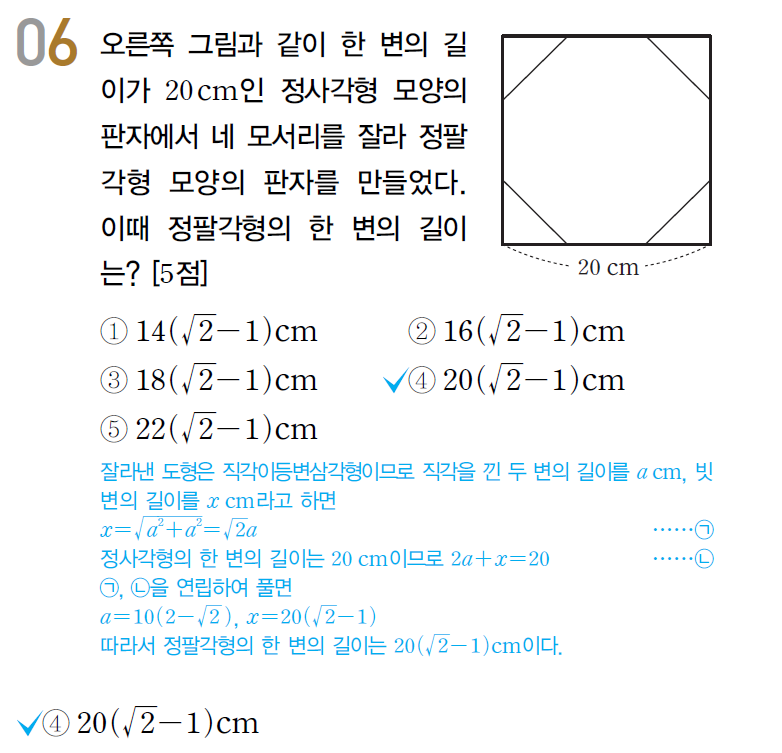 06
오른쪽 그림과 같이 한 변의 길
이가 20cm인 정사각형 모양의
판자에서 네 모서리를 잘라 정팔
각형 모양의 판자를 만들었다.
이때 정팔각형의 한 변의 길이
는? [5점]
20 cm
① 14(√2−1)cm ② 16(√2−1)cm
③ 18(√2−1)cm ✓④ 20(√2−1)cm
⑤ 22(√2−1)cm
잘라낸 도형은 직각이등변삼각형이므로 직각을 낀 두 변의 길이를 a cm, 빗
변의 길이를 x cm라고 하면
x=√(a²+a²)=√2a ……㉠
정사각형의 한 변의 길이는 20 cm이므로 2a+x=20 ……㉡
㉠, ㉡을 연립하여 풀면
a=10(2−√2), x=20(√2−1)
따라서 정팔각형의 한 변의 길이는 20(√2−1)cm이다.
✓④ 20(√2−1)cm